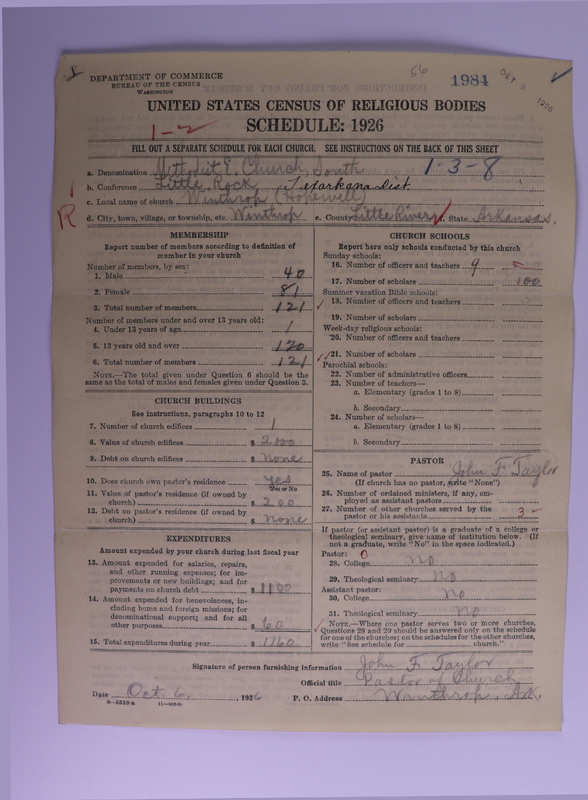 56
1984
OCT 9 1926
DEPARTMENT OF COMMERCE
BUREAU OF THE CENSUS
WASHINGTON
UNITED STATES CENSUS OF RELIGIOUS BODIES
1-2
SCHEDULE: 1926
FILL OUT A SEPARATE SCHEDULE FOR EACH CHURCH. SEE INSTRUCTIONS ON THE BACK OF THIS SHEET
a. Denomination Methodist E. Church, South 1-3-8
b. Conference Little Rock Texarkana Dist.
c. Local name of church Winthrop (Hopewell)
R
d. City, town, village, or township, etc. Winthrop e. County Little River f. State Arkansas.
MEMBERSHIP
Report number of members according to definition of
member in your church
Number of members, by sex:
1. Male 40
2. Female 81
3. Total number of members 121
Number of members under and over 13 years old:
4. Under 13 years of age 1
5. 13 years old and over 120
6. Total number of members 121
NOTE.—The total given under Question 6 should be the
same as the total of males and females given under Question 3.
CHURCH BUILDINGS
See instructions, paragraphs 10 to 12
7. Number of church edifices 1
8. Value of church edifices $ 2000
9. Debt on church edifices $ None
10. Does church own pastor's residence? Yes
Yes or No
11. Value of pastor's residence (if owned by
church) $ 200
12. Debt on pastor's residence (if owned by
church) $ None
EXPENDITURES
Amount expended by your church during last fiscal year
13. Amount expended for salaries, repairs,
and other running expenses; for im-
provements or new buildings; and for
payments on church debt $ 1100
14. Amount expended for benevolences, in-
cluding home and foreign missions; for
denominational support; and for all
other purposes $ 60
15. Total expenditures during year $ 1160
CHURCH SCHOOLS
Report here only schools conducted by this church
Sunday schools:
16. Number of officers and teachers 9
17. Number of scholars 100
Summer vacation Bible schools:
18. Number of officers and teachers
19. Number of scholars
Week-day religious schools:
20. Number of officers and teachers
21. Number of scholars
Parochial schools:
22. Number of administrative officers
23. Number of teachers—
a. Elementary (grades 1 to 8)
b. Secondary
24. Number of scholars—
a. Elementary (grades 1 to 8)
b. Secondary
PASTOR
25. Name of pastor John F Taylor
(If church has no pastor, write "None")
26. Number of ordained ministers, if any, em-
ployed as assistant pastors
27. Number of other churches served by the
pastor or his assistants 3
If pastor (or assistant pastor) is a graduate of a college or
theological seminary, give name of institution below. (If
not a graduate, write "No" in the space indicated.)
Pastor: 0
28. College No
29. Theological seminary No
Assistant pastor:
30. College No
31. Theological seminary No
NOTE.—Where one pastor serves two or more churches,
Questions 28 and 29 should be answered only on the schedule
for one of the churches; on the schedules for the other churches,
write "See schedule for church."
Signature of person furnishing information John F. Taylor
Official title Pastor of Church
Date Oct 6, 1926 P. O. Address Winthrop, Ark.